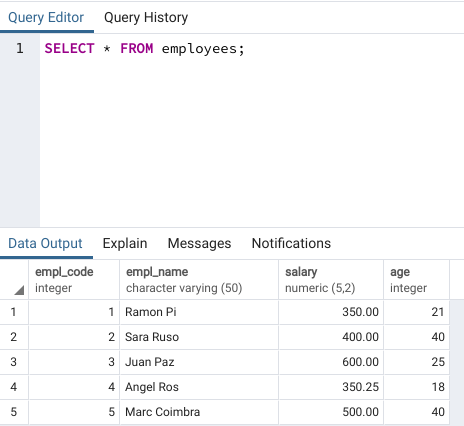 Query Editor Query History
1 SELECT * FROM employees;
Data Output Explain Messages Notifications
empl_code empl_name salary age
integer character varying (50) numeric (5,2) integer
1 1 Ramon Pi 350.00 21
2 2 Sara Ruso 400.00 40
3 3 Juan Paz 600.00 25
4 4 Angel Ros 350.25 18
5 5 Marc Coimbra 500.00 40